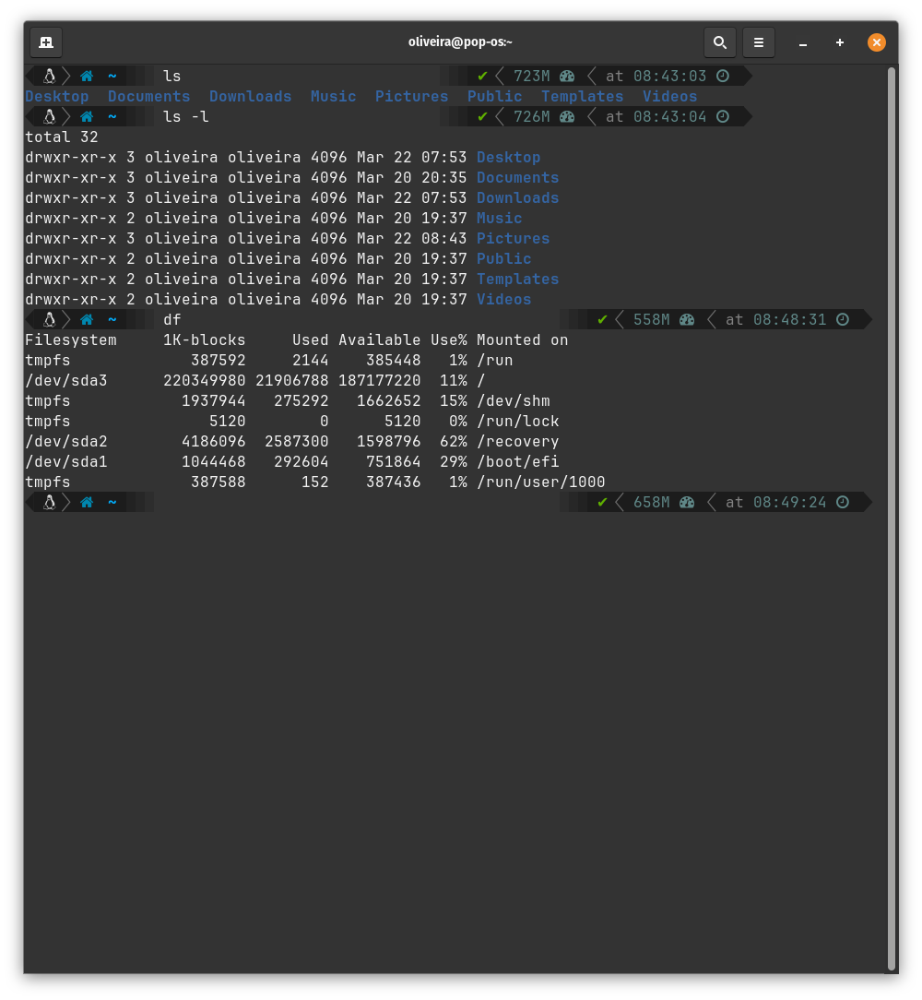 oliveira@pop-os:~
~ ls ✔ 723M at 08:43:03
Desktop Documents Downloads Music Pictures Public Templates Videos
~ ls -l ✔ 726M at 08:43:04
total 32
drwxr-xr-x 3 oliveira oliveira 4096 Mar 22 07:53 Desktop
drwxr-xr-x 3 oliveira oliveira 4096 Mar 20 20:35 Documents
drwxr-xr-x 3 oliveira oliveira 4096 Mar 22 07:53 Downloads
drwxr-xr-x 2 oliveira oliveira 4096 Mar 20 19:37 Music
drwxr-xr-x 3 oliveira oliveira 4096 Mar 22 08:43 Pictures
drwxr-xr-x 2 oliveira oliveira 4096 Mar 20 19:37 Public
drwxr-xr-x 2 oliveira oliveira 4096 Mar 20 19:37 Templates
drwxr-xr-x 2 oliveira oliveira 4096 Mar 20 19:37 Videos
~ df ✔ 558M at 08:48:31
Filesystem     1K-blocks     Used Available Use% Mounted on
tmpfs             387592     2144    385448   1% /run
/dev/sda3      220349980 21906788 187177220  11% /
tmpfs            1937944   275292   1662652  15% /dev/shm
tmpfs               5120        0      5120   0% /run/lock
/dev/sda2        4186096  2587300   1598796  62% /recovery
/dev/sda1        1044468   292604    751864  29% /boot/efi
tmpfs             387588      152    387436   1% /run/user/1000
~ ✔ 658M at 08:49:24